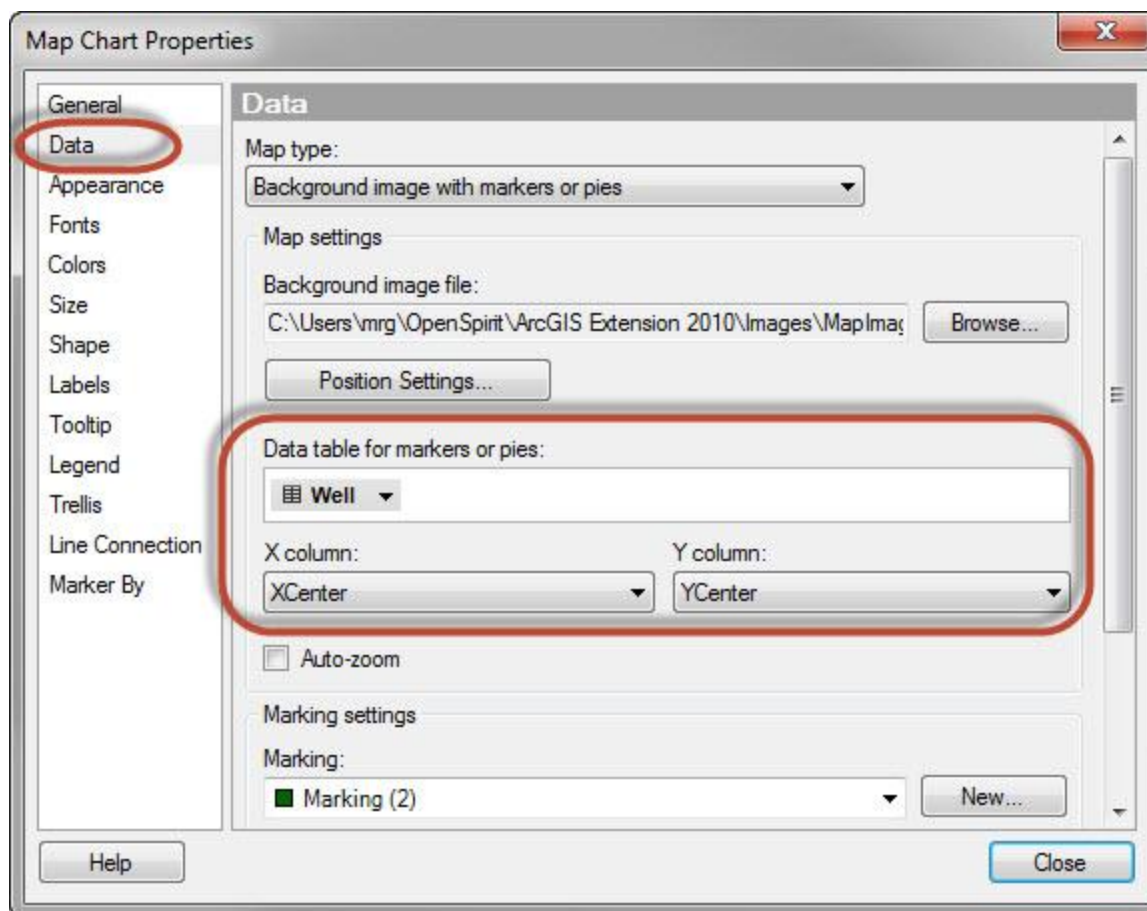 Map Chart Properties
General
Data
Appearance
Fonts
Colors
Size
Shape
Labels
Tooltip
Legend
Trellis
Line Connection
Marker By
Data
Map type:
Background image with markers or pies
Map settings
Background image file:
C:\Users\mrg\OpenSpirit\ArcGIS Extension 2010\Images\MapImag
Browse...
Position Settings...
Data table for markers or pies:
Well
X column: Y column:
XCenter YCenter
Auto-zoom
Marking settings
Marking:
Marking (2)
New...
Help
Close